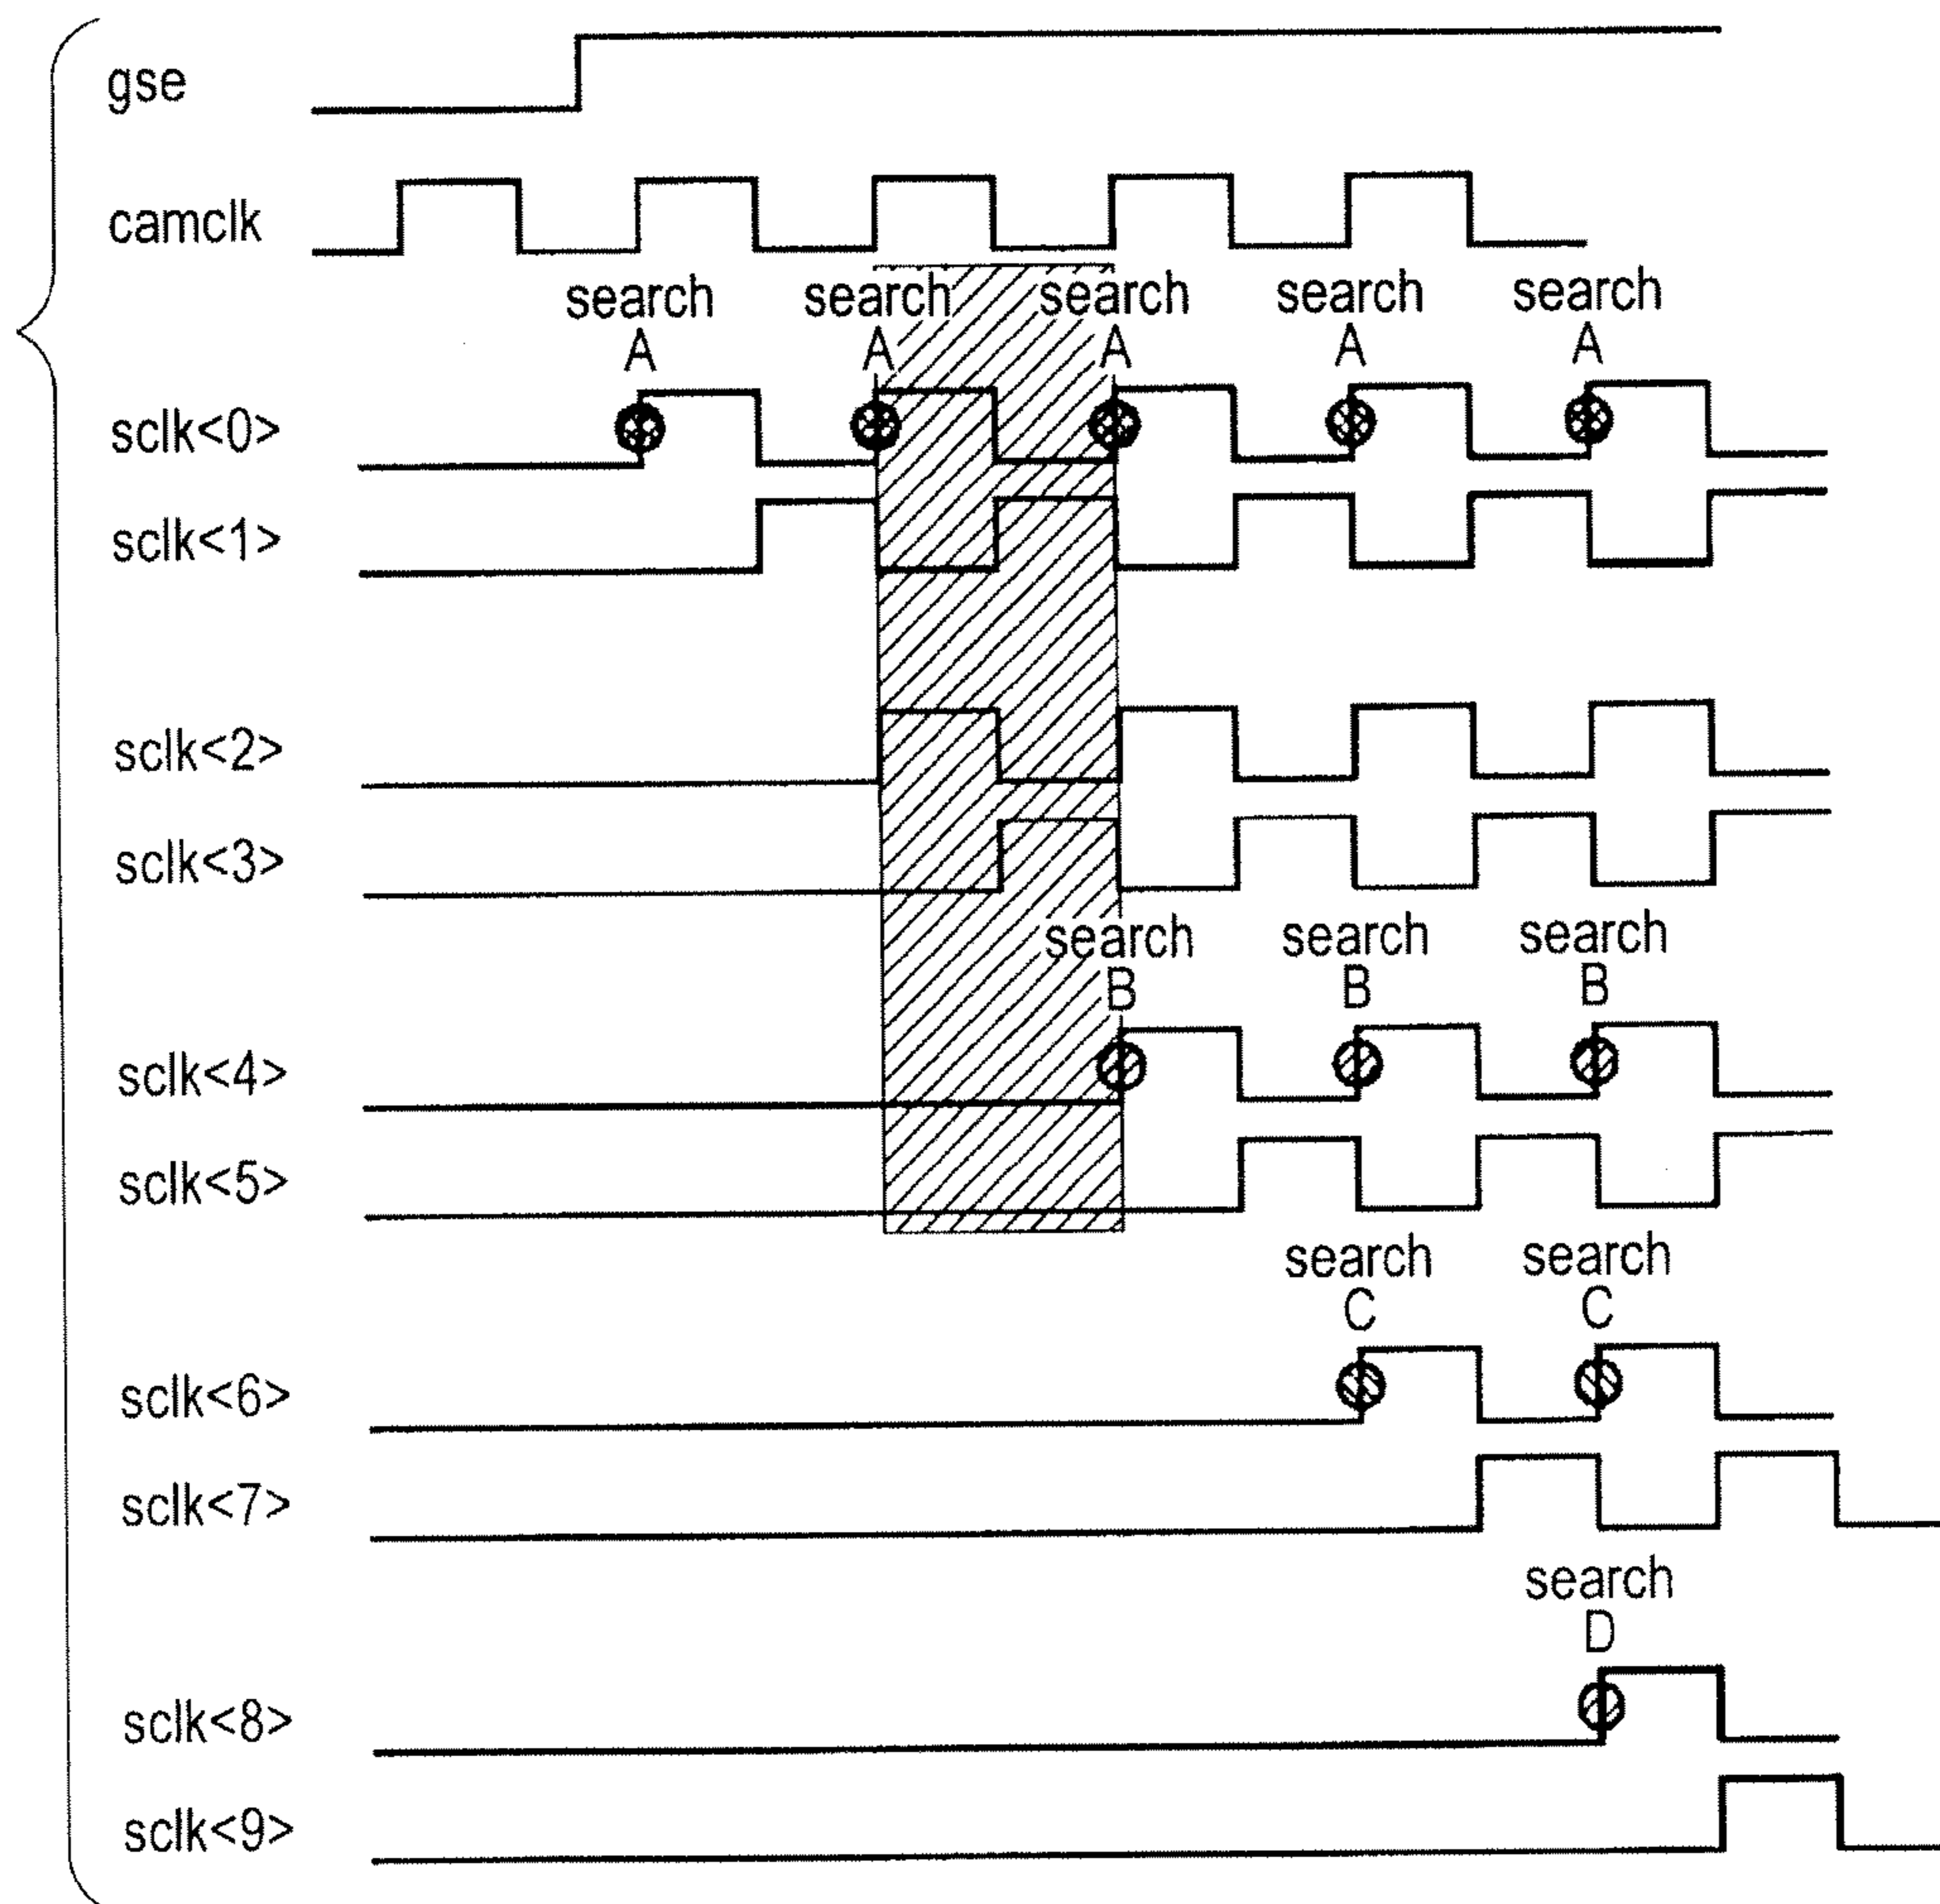 gse
camclk
search search search search search
A A A A A
sclk<0>
sclk<1>
sclk<2>
sclk<3>
search search search
B B B
sclk<4>
sclk<5>
search search
C C
sclk<6>
sclk<7>
search
D
sclk<8>
sclk<9>